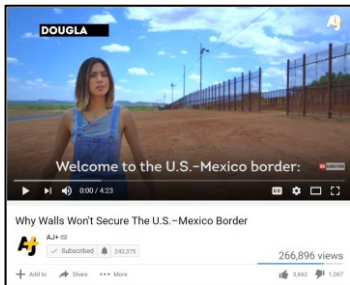 DOUGLA
Welcome to the U.S.-Mexico border:
0:00 / 4:23
Why Walls Won't Secure The U.S.-Mexico Border
AJ+
Subscribed 243,375
266,896 views
Add to Share More
3,662 1,067